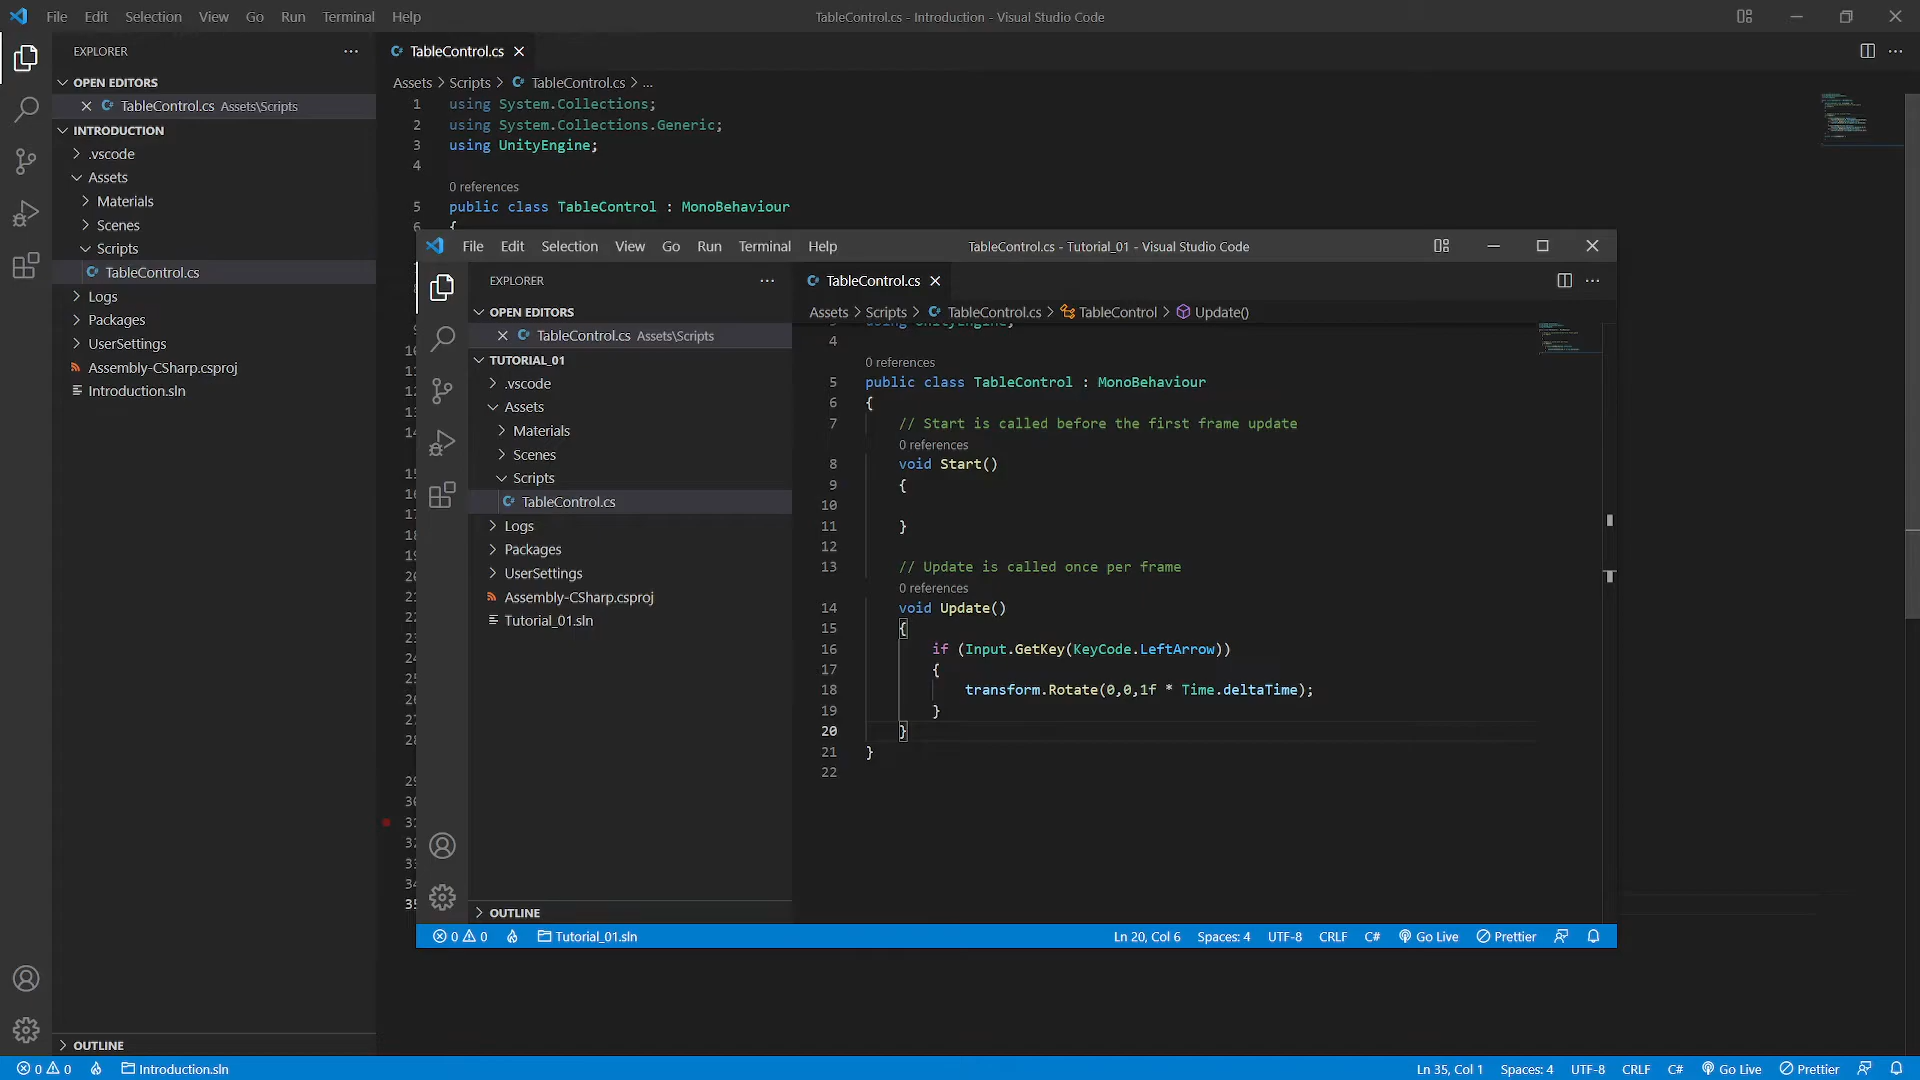 File Edit Selection View Go Run Terminal Help
TableControl.cs - Introduction - Visual Studio Code
EXPLORER
OPEN EDITORS
TableControl.cs Assets\Scripts
INTRODUCTION
.vscode
Assets
Materials
Scenes
Scripts
TableControl.cs
Logs
Packages
UserSettings
Assembly-CSharp.csproj
Introduction.sln
OUTLINE
TableControl.cs
Assets > Scripts > TableControl.cs > ...
1 using System.Collections;
2 using System.Collections.Generic;
3 using UnityEngine;
4
0 references
5 public class TableControl : MonoBehaviour
6 {
File Edit Selection View Go Run Terminal Help
TableControl.cs - Tutorial_01 - Visual Studio Code
EXPLORER
OPEN EDITORS
TableControl.cs Assets\Scripts
TUTORIAL_01
.vscode
Assets
Materials
Scenes
Scripts
TableControl.cs
Logs
Packages
UserSettings
Assembly-CSharp.csproj
Tutorial_01.sln
OUTLINE
TableControl.cs
Assets > Scripts > TableControl.cs > TableControl > Update()
using UnityEngine;
4
0 references
5 public class TableControl : MonoBehaviour
6 {
7 // Start is called before the first frame update
0 references
8 void Start()
9 {
10
11 }
12
13 // Update is called once per frame
0 references
14 void Update()
15 {
16 if (Input.GetKey(KeyCode.LeftArrow))
17 {
18 transform.Rotate(0,0,1f * Time.deltaTime);
19 }
20 }
21 }
22
0 0 Tutorial_01.sln
Ln 20, Col 6 Spaces: 4 UTF-8 CRLF C# Go Live Prettier
0 0 Introduction.sln
Ln 35, Col 1 Spaces: 4 UTF-8 CRLF C# Go Live Prettier